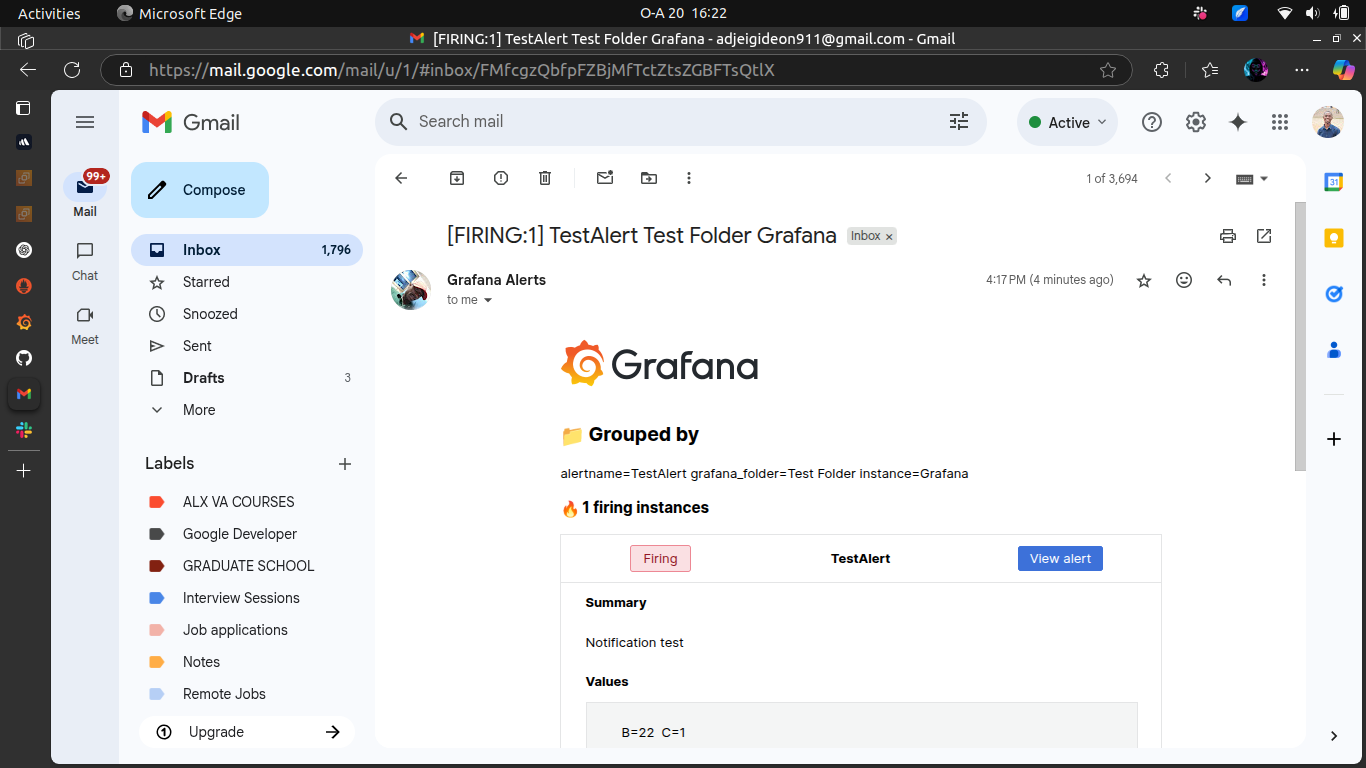 Activities
Microsoft Edge
O-A 20 16:22
[FIRING:1] TestAlert Test Folder Grafana - adjeigideon911@gmail.com - Gmail
https://mail.google.com/mail/u/1/#inbox/FMfcgzQbfpFZBjMfTctZtsZGBFTsQtlX
Gmail
Search mail
Active
99+
Mail
Chat
Meet
Compose
Inbox 1,796
Starred
Snoozed
Sent
Drafts 3
More
Labels
ALX VA COURSES
Google Developer
GRADUATE SCHOOL
Interview Sessions
Job applications
Notes
Remote Jobs
Upgrade
1 of 3,694
[FIRING:1] TestAlert Test Folder Grafana Inbox ×
Grafana Alerts
4:17 PM (4 minutes ago)
to me
Grafana
Grouped by
alertname=TestAlert grafana_folder=Test Folder instance=Grafana
1 firing instances
Firing TestAlert View alert
Summary
Notification test
Values
B=22 C=1
31